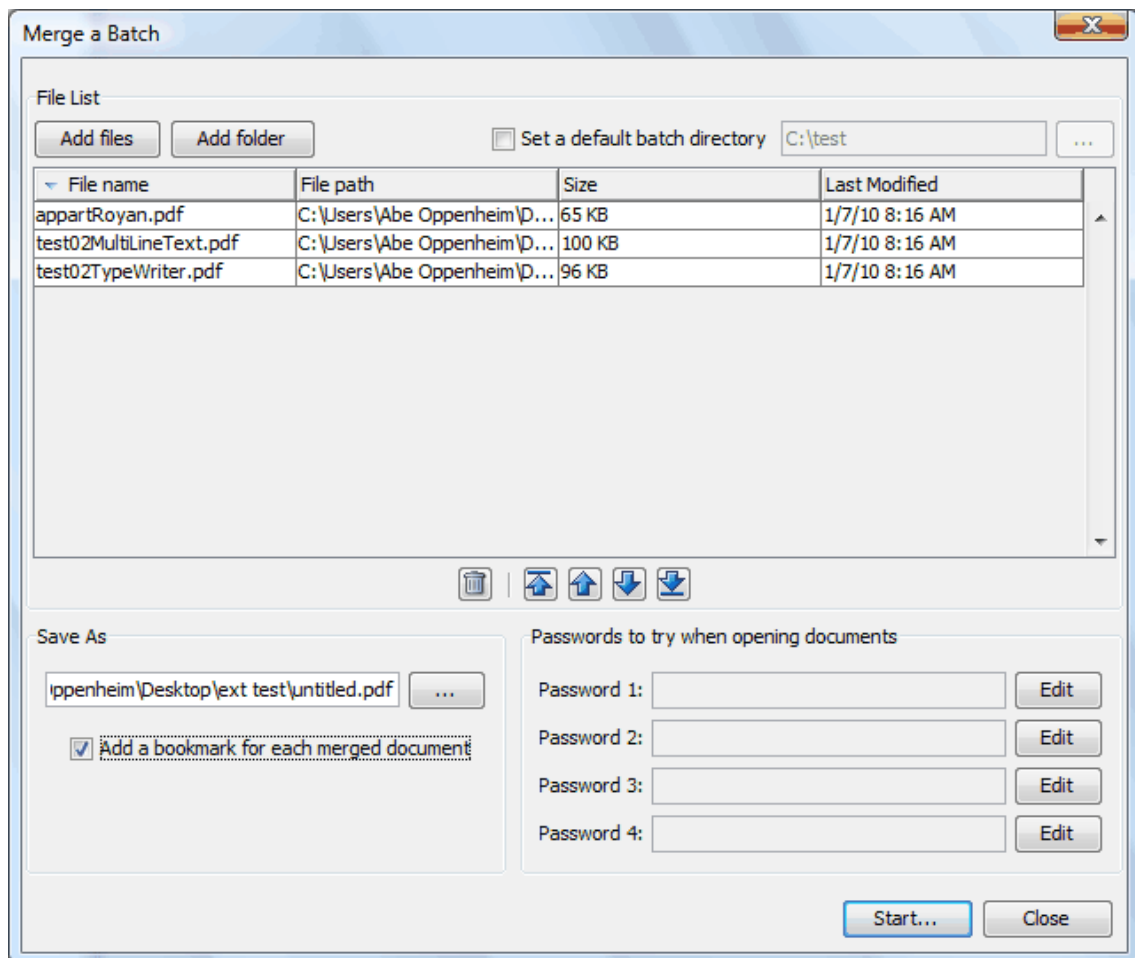 Merge a Batch
File List
Add files Add folder Set a default batch directory C:\test ...
File name File path Size Last Modified
appartRoyan.pdf C:\Users\Abe Oppenheim\D... 65 KB 1/7/10 8:16 AM
test02MultiLineText.pdf C:\Users\Abe Oppenheim\D... 100 KB 1/7/10 8:16 AM
test02TypeWriter.pdf C:\Users\Abe Oppenheim\D... 96 KB 1/7/10 8:16 AM
Save As Passwords to try when opening documents
ppenheim\Desktop\ext test\untitled.pdf ... Password 1: Edit
Add a bookmark for each merged document Password 2: Edit
Password 3: Edit
Password 4: Edit
Start... Close